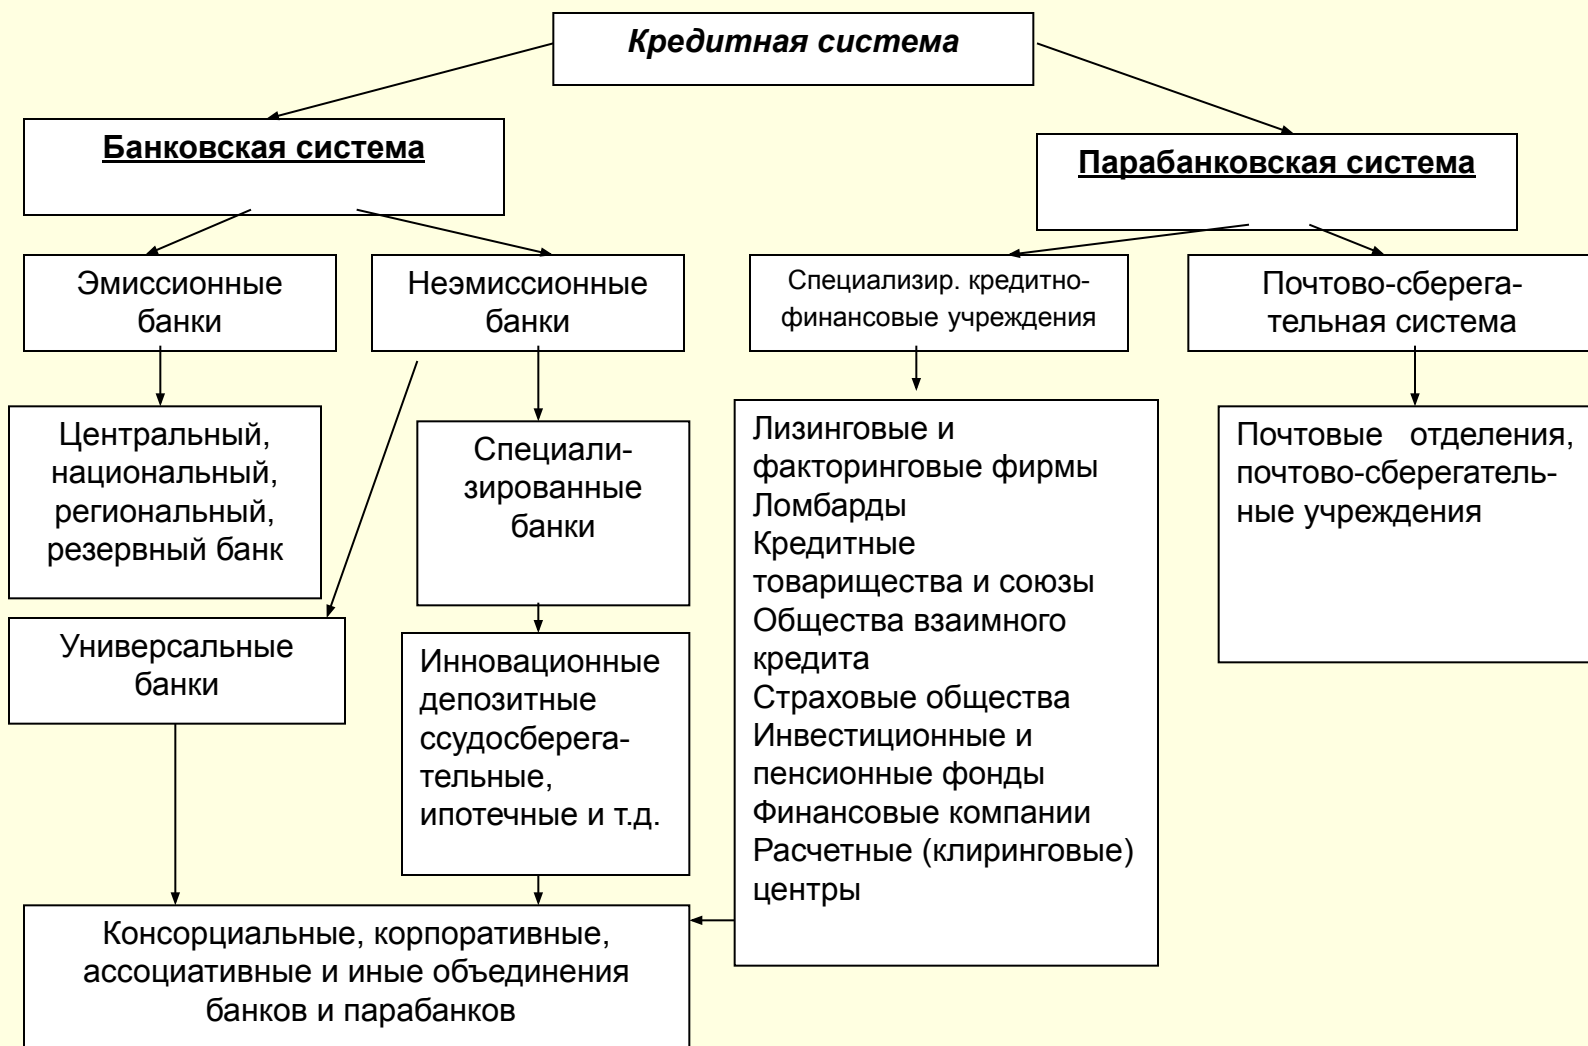 Кредитная система
Банковская система
Парабанковская система
Эмиссионные
банки
Неэмиссионные
банки
Специализир. кредитно-
финансовые учреждения
Почтово-сберега-
тельная система
Центральный,
национальный,
региональный,
резервный банк
Специали-
зированные
банки
Лизинговые и
факторинговые фирмы
Ломбарды
Кредитные
товарищества и союзы
Общества взаимного
кредита
Страховые общества
Инвестиционные и
пенсионные фонды
Финансовые компании
Расчетные (клиринговые)
центры
Почтовые отделения,
почтово-сберегатель-
ные учреждения
Универсальные
банки
Инновационные
депозитные
ссудосберега-
тельные,
ипотечные и т.д.
Консорциальные, корпоративные,
ассоциативные и иные объединения
банков и парабанков